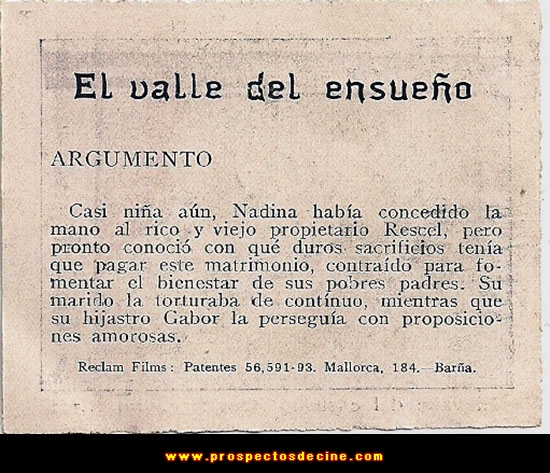 El valle del ensueño
ARGUMENTO
Casi niña aún, Nadina había concedido la
mano al rico y viejo propietario Rescel, pero
pronto conoció con qué duros sacrificios tenía
que pagar este matrimonio, contraído para fo-
mentar el bienestar de sus pobres padres. Su
marido la torturaba de contínuo, mientras que
su hijastro Gabor la perseguía con proposicio-
nes amorosas.
Reclam Films: Patentes 56,591-93. Mallorca, 184.—Barña.
www.prospectosdecine.com